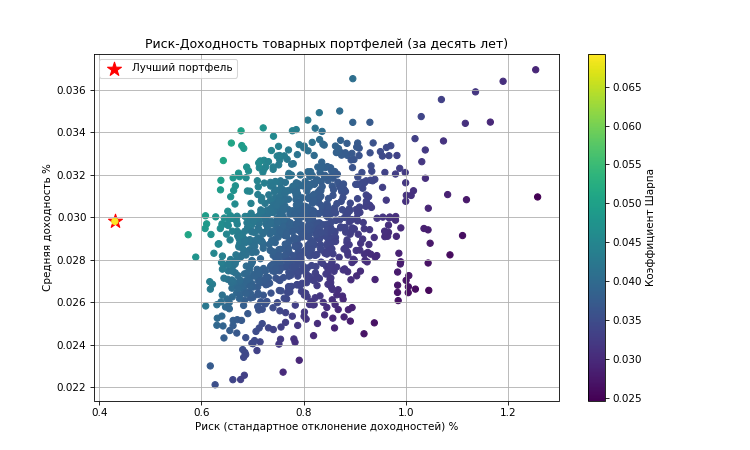 Риск-Доходность товарных портфелей (за десять лет)
Лучший портфель
Средняя доходность %
0.036
0.034
0.032
0.030
0.028
0.026
0.024
0.022
0.4 0.6 0.8 1.0 1.2
Риск (стандартное отклонение доходностей) %
0.065
0.060
0.055
0.050
0.045
0.040
0.035
0.030
0.025
Коэффициент Шарпа